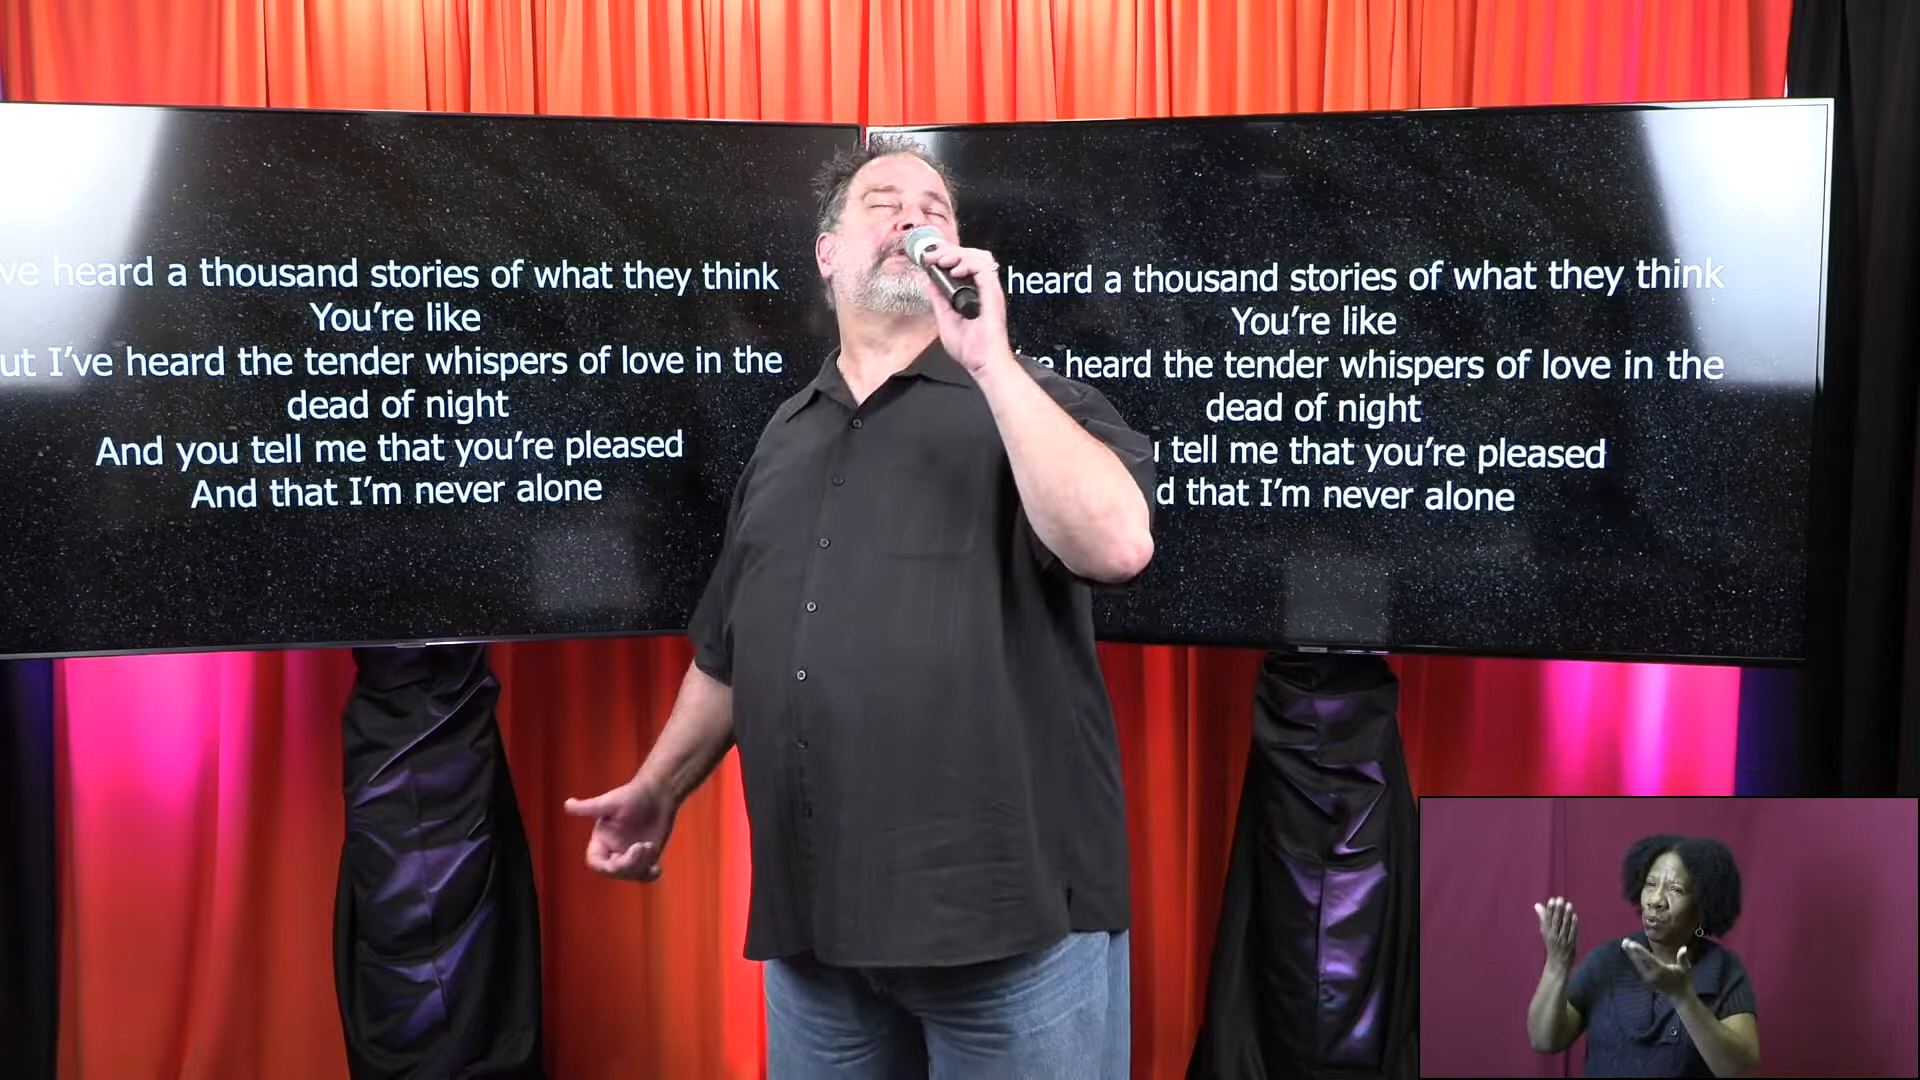 ve heard a thousand stories of what they think
You're like
ut I've heard the tender whispers of love in the
dead of night
And you tell me that you're pleased
And that I'm never alone
heard a thousand stories of what they think
You're like
've heard the tender whispers of love in the
dead of night
tell me that you're pleased
d that I'm never alone